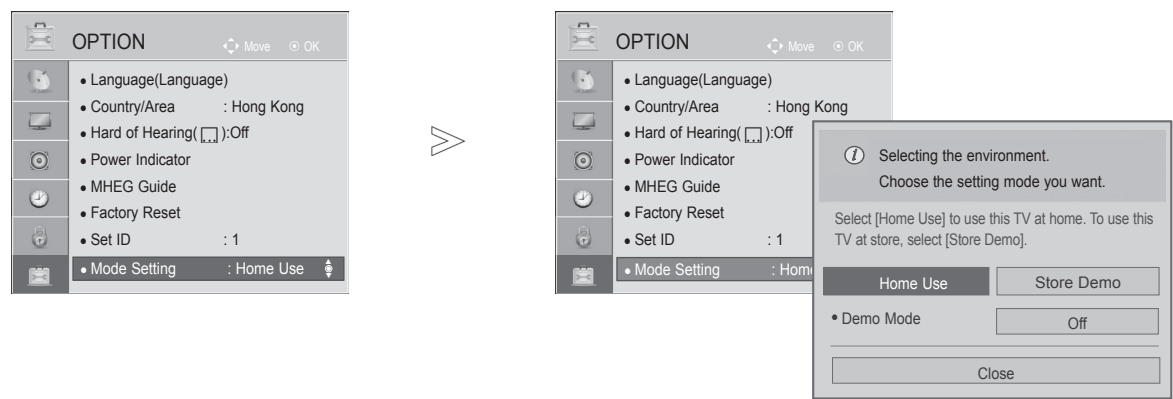 OPTION
Move OK
• Language(Language)
• Country/Area : Hong Kong
• Hard of Hearing( ):Off
• Power Indicator
• MHEG Guide
• Factory Reset
• Set ID : 1
• Mode Setting : Home Use
OPTION
Move OK
• Language(Language)
• Country/Area : Hong Kong
• Hard of Hearing( ):Off
• Power Indicator
• MHEG Guide
• Factory Reset
• Set ID : 1
• Mode Setting : Home
i Selecting the environment.
Choose the setting mode you want.
Select [Home Use] to use this TV at home. To use this
TV at store, select [Store Demo].
Home Use Store Demo
• Demo Mode Off
Close